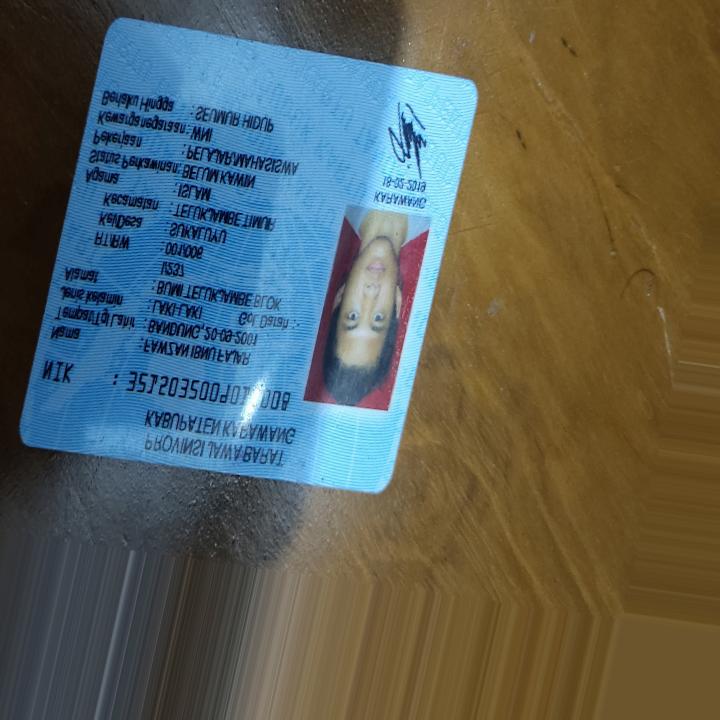 PROVINSI JAWA BARAT
KABUPATEN KARAWANG
NIK :
Nama : FAWZAN IBNU FAJAR
Tempat/Tgl Lahir : BANDUNG, 20-09-2001
Jenis kelamin : LAKI-LAKI Gol. Darah :
Alamat : BUMI TELUKJAMBE BLOK
RT/RW : 001/006
Kel/Desa : SUKALUYU
Kecamatan : TELUKJAMBE TIMUR
Agama : ISLAM
Status Perkawinan: BELUM KAWIN
Pekerjaan : PELAJAR/MAHASISWA
Kewarganegaraan: WNI
Berlaku Hingga : SEUMUR HIDUP
KARAWANG
18-02-2019